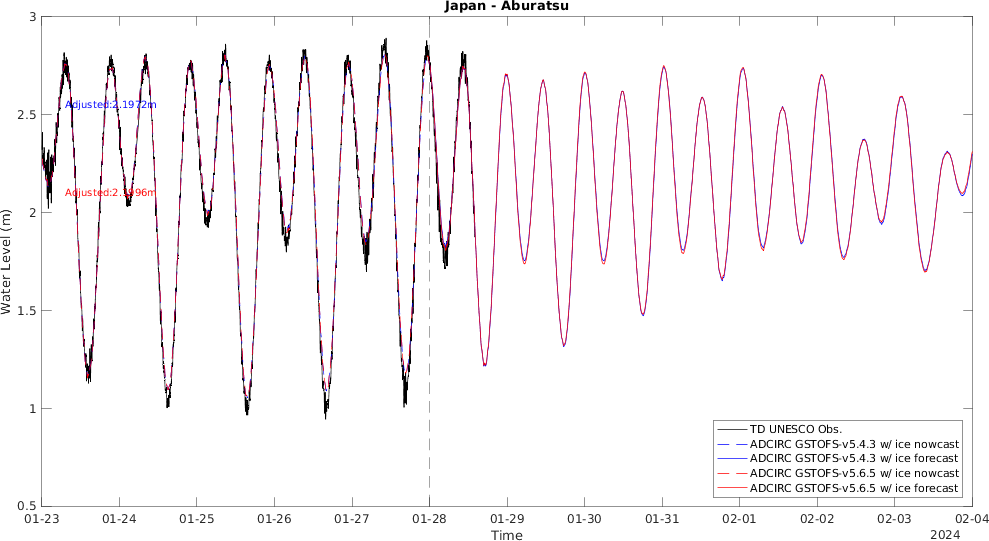 Japan - Aburatsu
3
2.5
2
1.5
1
0.5
Water Level (m)
Adjusted:2.1972m
TD UNESCO Obs.
ADCIRC GSTOFS-v5.4.3 w/ ice nowcast
ADCIRC GSTOFS-v5.4.3 w/ ice forecast
ADCIRC GSTOFS-v5.6.5 w/ ice nowcast
ADCIRC GSTOFS-v5.6.5 w/ ice forecast
01-23 01-24 01-25 01-26 01-27 01-28 01-29 01-30 01-31 02-01 02-02 02-03 02-04
Time
2024